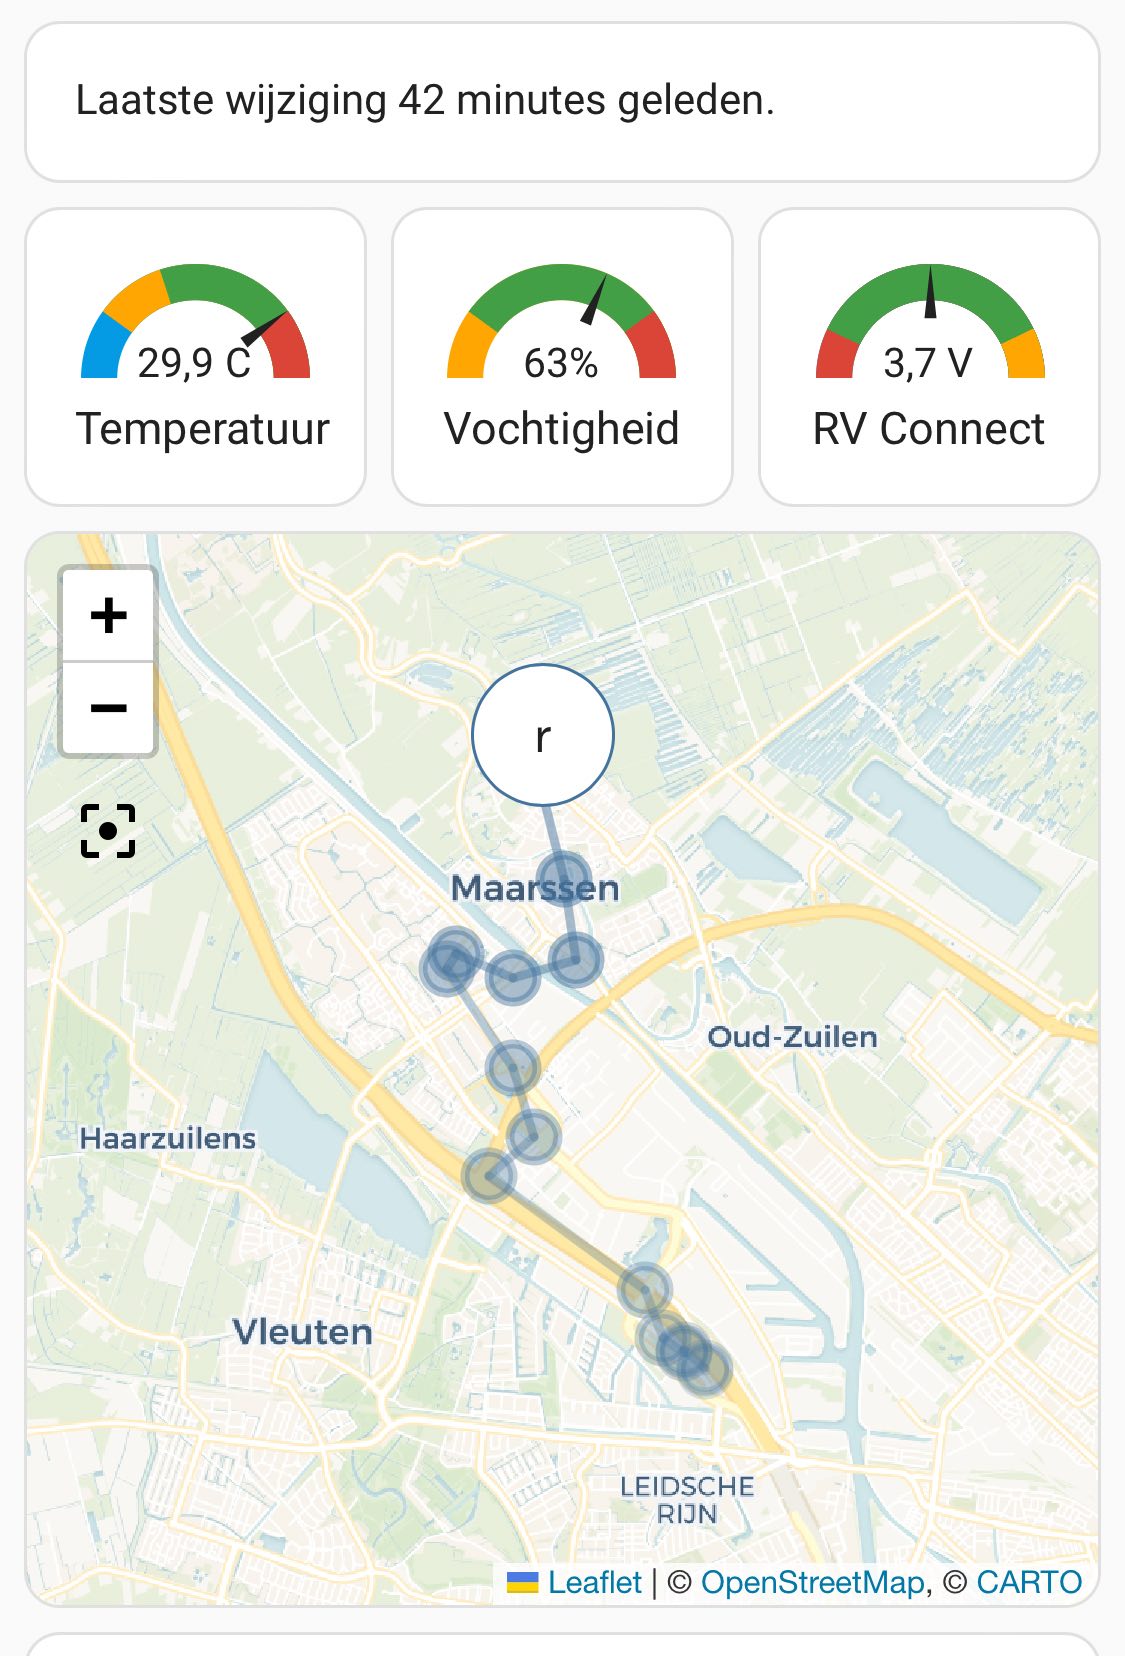 Laatste wijziging 42 minutes geleden.
29,9 C
Temperatuur
63%
Vochtigheid
3,7 V
RV Connect
+
−
r
Maarssen
Oud-Zuilen
Haarzuilens
Vleuten
LEIDSCHE
RIJN
Leaflet | © OpenStreetMap, © CARTO